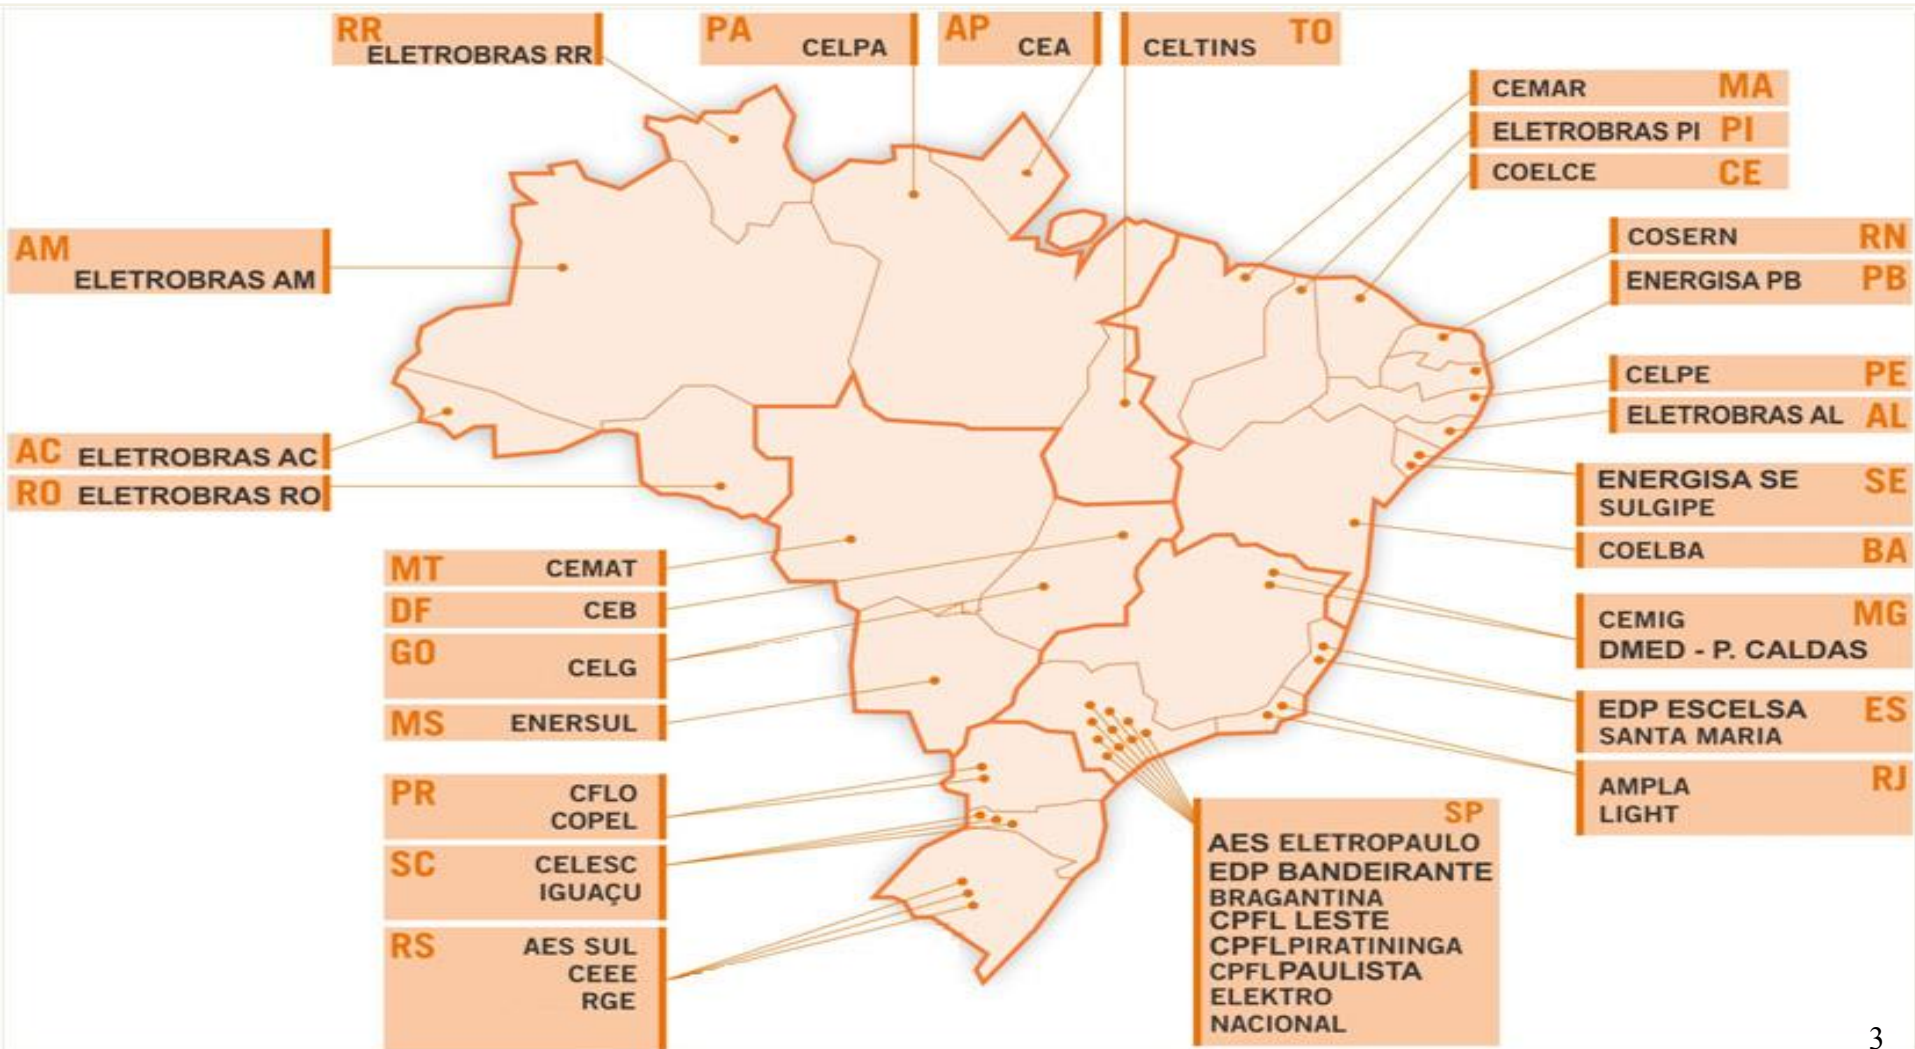 RR
ELETROBRAS RR
PA
CELPA
AP
CEA
CELTINS TO
CEMAR MA
ELETROBRAS PI PI
COELCE CE
COSERN RN
ENERGISA PB PB
CELPE PE
ELETROBRAS AL AL
ENERGISA SE SE
SULGIPE
COELBA BA
CEMIG MG
DMED - P. CALDAS
EDP ESCELSA ES
SANTA MARIA
AMPLA RJ
LIGHT
AM
ELETROBRAS AM
AC ELETROBRAS AC
RO ELETROBRAS RO
MT CEMAT
DF CEB
GO
CELG
MS ENERSUL
PR CFLO
COPEL
SC CELESC
IGUAÇU
RS AES SUL
CEEE
RGE
SP
AES ELETROPAULO
EDP BANDEIRANTE
BRAGANTINA
CPFL LESTE
CPFLPIRATININGA
CPFLPAULISTA
ELEKTRO
NACIONAL
3